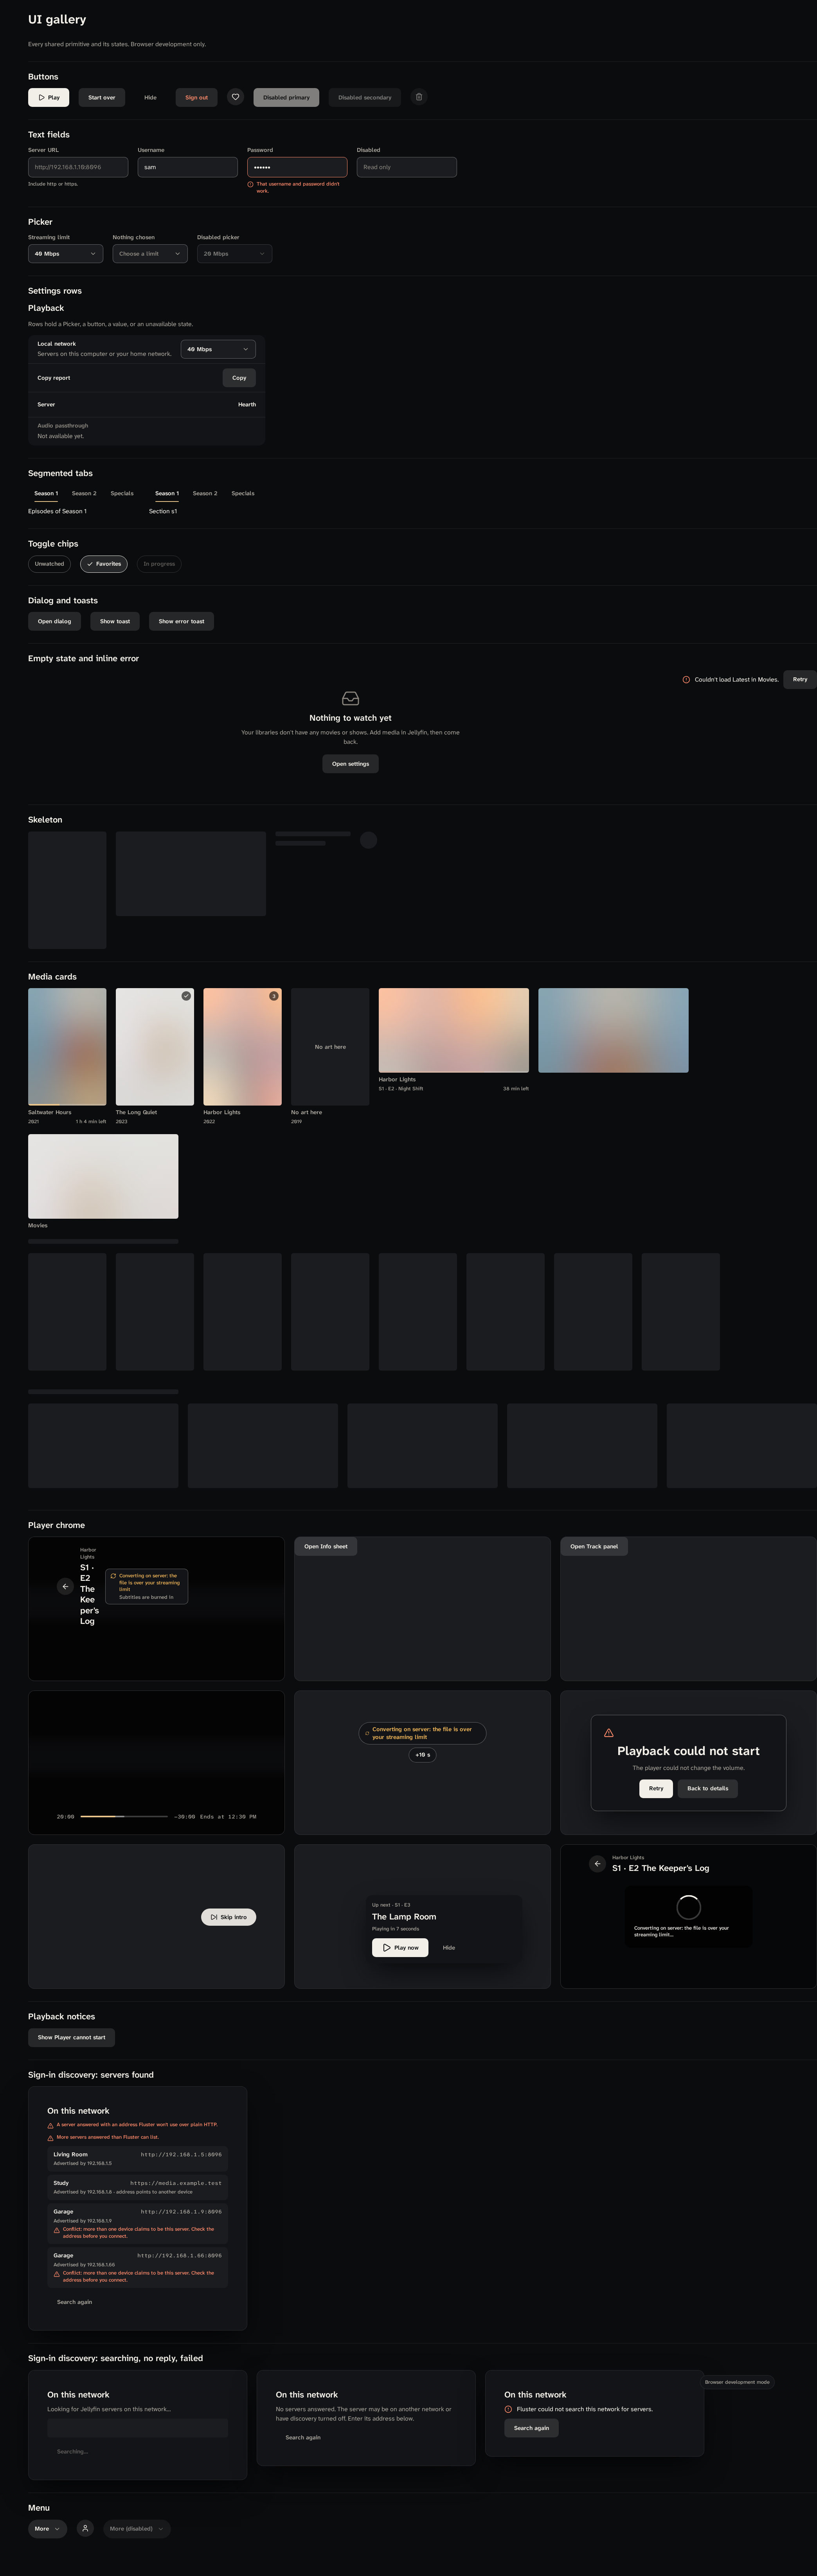 UI gallery
Every shared primitive and its states. Browser development only.
Buttons
Play
Start over
Hide
Sign out
Disabled primary
Disabled secondary
Text fields
Server URL
Username
Password
Disabled
http://192.168.1.10:8096
sam
••••••
Read only
Include http or https.
That username and password didn't
work.
Picker
Streaming limit
Nothing chosen
Disabled picker
40 Mbps
Choose a limit
20 Mbps
Settings rows
Playback
Rows hold a Picker, a button, a value, or an unavailable state.
Local network
Servers on this computer or your home network.
40 Mbps
Copy report
Copy
Server
Hearth
Audio passthrough
Not available yet.
Segmented tabs
Season 1
Season 2
Specials
Season 1
Season 2
Specials
Episodes of Season 1
Section s1
Toggle chips
Unwatched
Favorites
In progress
Dialog and toasts
Open dialog
Show toast
Show error toast
Empty state and inline error
Couldn't load Latest in Movies.
Retry
Nothing to watch yet
Your libraries don't have any movies or shows. Add media in Jellyfin, then come
back.
Open settings
Skeleton
Media cards
3
No art here
Saltwater Hours
2021
1 h 4 min left
The Long Quiet
2023
Harbor Lights
2022
No art here
2019
Harbor Lights
S1 · E2 · Night Shift
38 min left
Movies
Player chrome
Harbor
Lights
S1 ·
E2
The
Kee
per's
Log
Converting on server: the
file is over your streaming
limit
Subtitles are burned in
Open Info sheet
Open Track panel
20:00
−30:00
Ends at 12:30 PM
Converting on server: the file is over
your streaming limit
+10 s
Playback could not start
The player could not change the volume.
Retry
Back to details
Skip intro
Up next · S1 · E3
The Lamp Room
Playing in 7 seconds
Play now
Hide
Harbor Lights
S1 · E2 The Keeper's Log
Converting on server: the file is over your
streaming limit…
Playback notices
Show Player cannot start
Sign-in discovery: servers found
On this network
A server answered with an address Fluster won't use over plain HTTP.
More servers answered than Fluster can list.
Living Room
http://192.168.1.5:8096
Advertised by 192.168.1.5
Study
https://media.example.test
Advertised by 192.168.1.8 · address points to another device
Garage
http://192.168.1.9:8096
Advertised by 192.168.1.9
Conflict: more than one device claims to be this server. Check the
address before you connect.
Garage
http://192.168.1.66:8096
Advertised by 192.168.1.66
Conflict: more than one device claims to be this server. Check the
address before you connect.
Search again
Sign-in discovery: searching, no reply, failed
On this network
Looking for Jellyfin servers on this network…
Searching…
On this network
No servers answered. The server may be on another network or
have discovery turned off. Enter its address below.
Search again
On this network
Fluster could not search this network for servers.
Search again
Browser development mode
Menu
More
More (disabled)